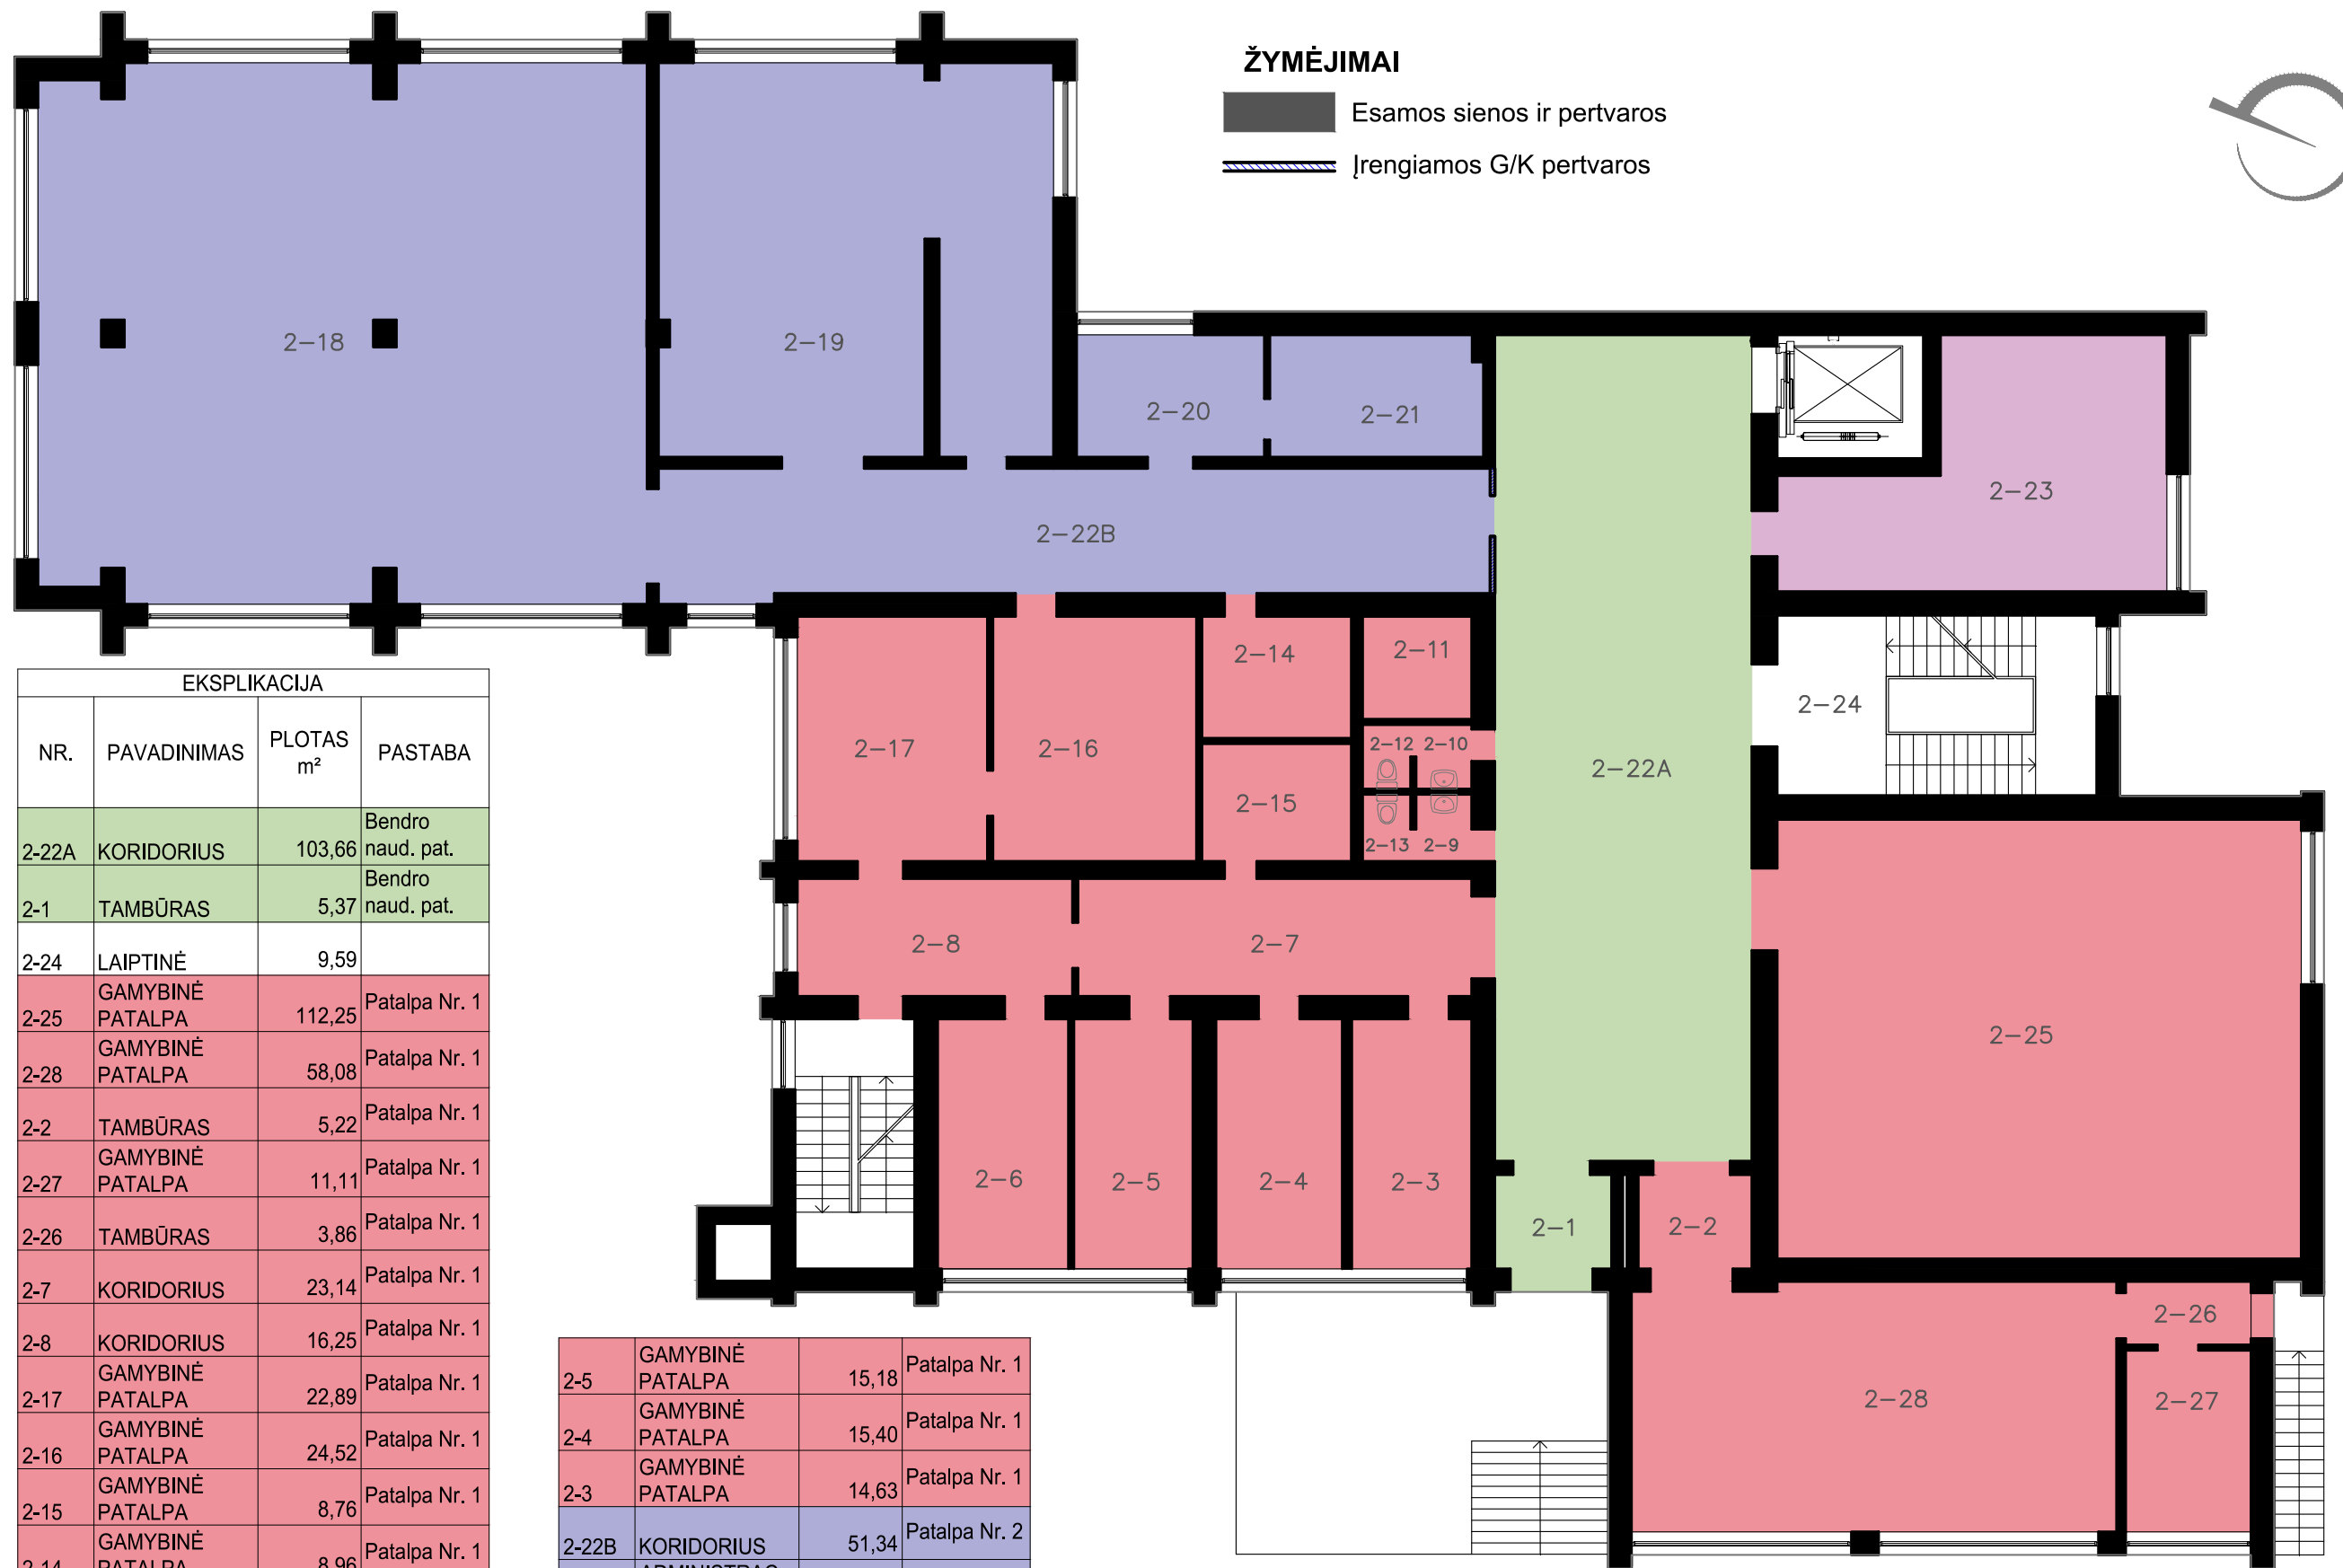 ŽYMĖJIMAI
Esamos sienos ir pertvaros
Įrengiamos G/K pertvaros
2-18
2-19
2-20
2-21
2-23
2-22B
2-14
2-11
2-24
2-17
2-16
2-12 2-10
2-22A
2-15
2-13 2-9
2-8
2-7
2-25
2-6
2-5
2-4
2-3
2-1
2-2
2-26
2-28
2-27
EKSPLIKACIJA
NR. PAVADINIMAS PLOTAS m² PASTABA
2-22A KORIDORIUS 103,66 Bendro naud. pat.
2-1 TAMBŪRAS 5,37 Bendro naud. pat.
2-24 LAIPTINĖ 9,59
2-25 GAMYBINĖ PATALPA 112,25 Patalpa Nr. 1
2-28 GAMYBINĖ PATALPA 58,08 Patalpa Nr. 1
2-2 TAMBŪRAS 5,22 Patalpa Nr. 1
2-27 GAMYBINĖ PATALPA 11,11 Patalpa Nr. 1
2-26 TAMBŪRAS 3,86 Patalpa Nr. 1
2-7 KORIDORIUS 23,14 Patalpa Nr. 1
2-8 KORIDORIUS 16,25 Patalpa Nr. 1
2-17 GAMYBINĖ PATALPA 22,89 Patalpa Nr. 1
2-16 GAMYBINĖ PATALPA 24,52 Patalpa Nr. 1
2-15 GAMYBINĖ PATALPA 8,76 Patalpa Nr. 1
2-14 GAMYBINĖ PATALPA 8,96 Patalpa Nr. 1
2-5 GAMYBINĖ PATALPA 15,18 Patalpa Nr. 1
2-4 GAMYBINĖ PATALPA 15,40 Patalpa Nr. 1
2-3 GAMYBINĖ PATALPA 14,63 Patalpa Nr. 1
2-22B KORIDORIUS 51,34 Patalpa Nr. 2